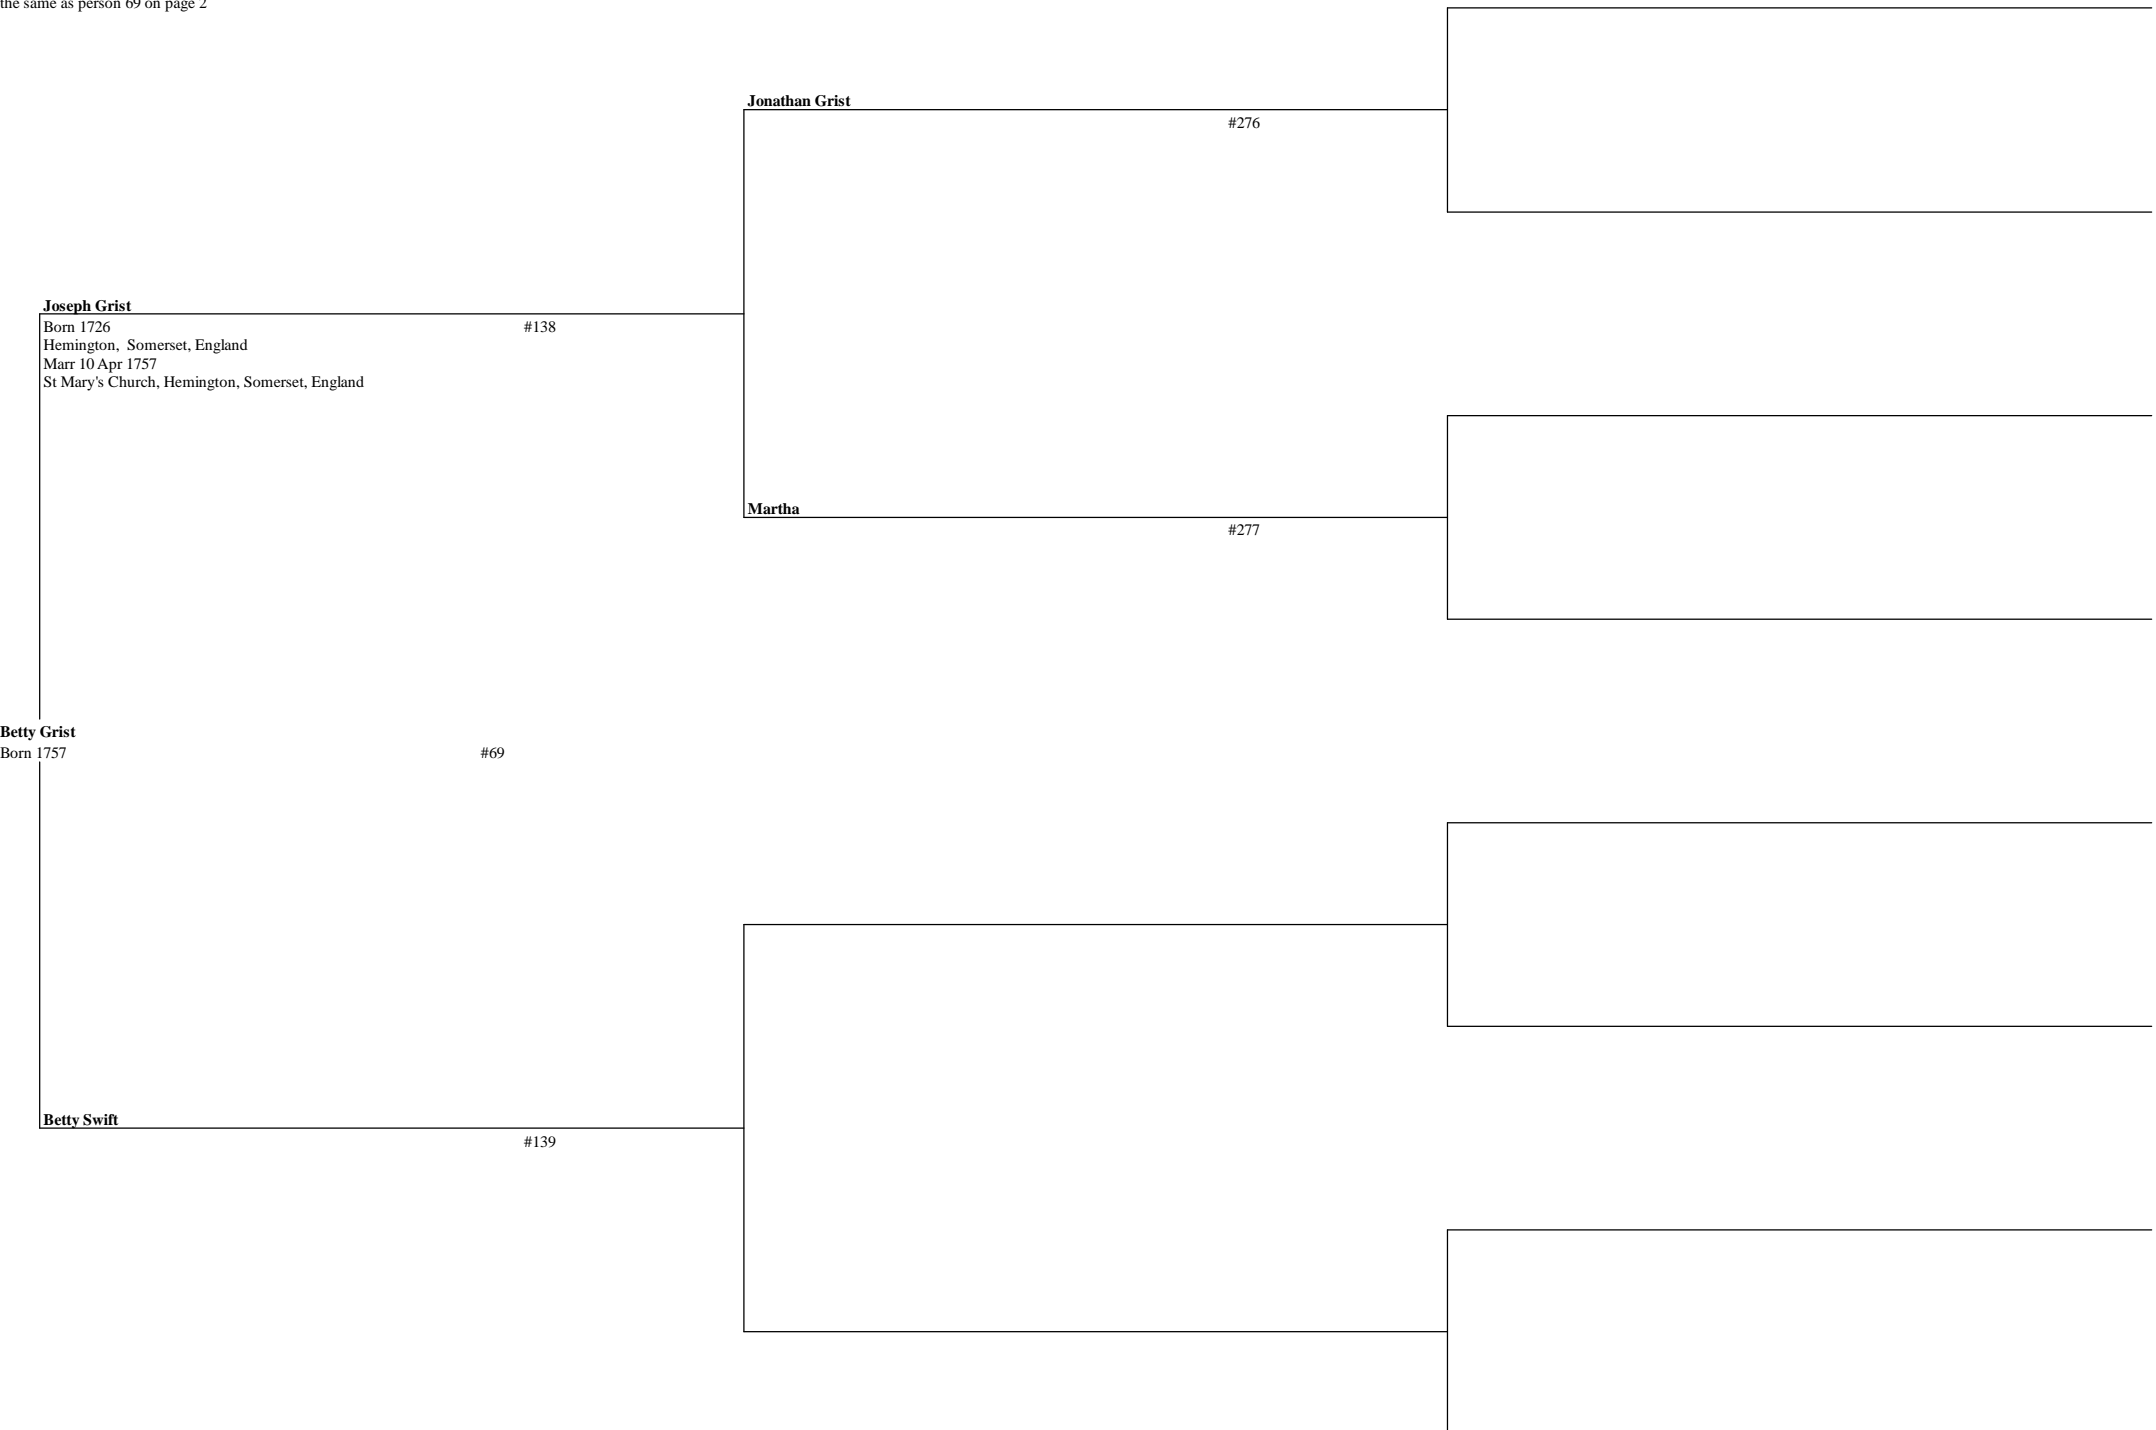 the same as person 69 on page 2
Jonathan Grist
#276
Joseph Grist
Born 1726
#138
Hemington,  Somerset, England
Marr 10 Apr 1757
St Mary's Church, Hemington, Somerset, England
Martha
#277
Betty Grist
Born 1757
#69
Betty Swift
#139